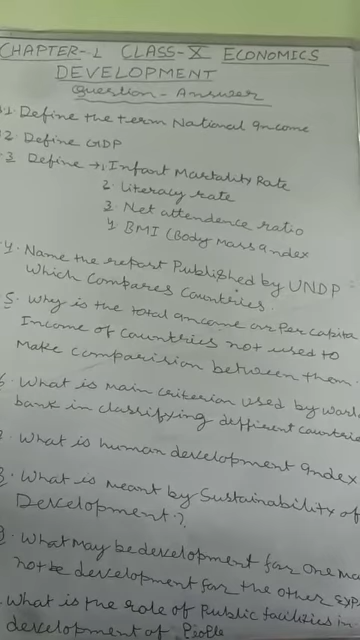 CHAPTER-1 CLASS-X ECONOMICS
DEVELOPMENT
Question-Answer
1. Define the term National Income
2. Define GDP
3. Define → 1. Infant Martality Rate
2. Literacy rate
3. Net attendence ratio
4. BMI (Body Mass Index
4. Name the report Published by UNDP
Which compares Countries.
5. Why is the total Income or Per capita
Income of Countries not used to
Make comparision between them.
6. What is main criterion used by worl
bank in classifying different countrie
7. What is human development Index
8. What is meant by Sustainability of
Development?
9. What May be development for one ma
not be development for the other Exp
What is the role of Public facilities in
development of People